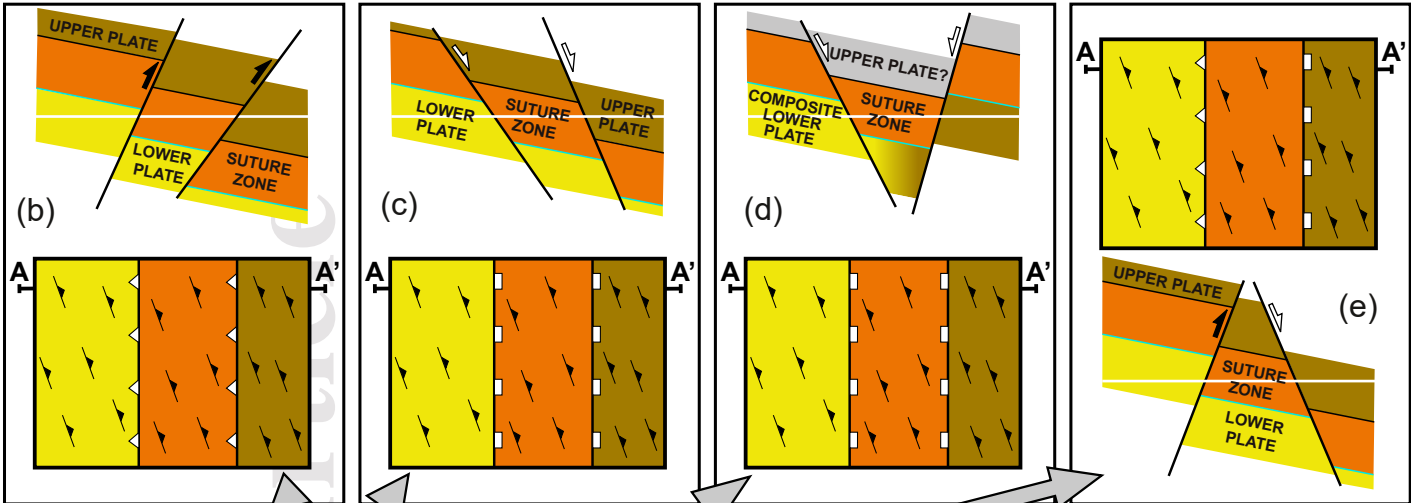 UPPER PLATE
LOWER
PLATE
SUTURE
ZONE
(b)
A
A'
LOWER
PLATE
SUTURE
ZONE
UPPER
PLATE
(c)
A
A'
UPPER PLATE?
COMPOSITE
LOWER
PLATE
SUTURE
ZONE
(d)
A
A'
A
A'
UPPER PLATE
(e)
SUTURE
ZONE
LOWER
PLATE